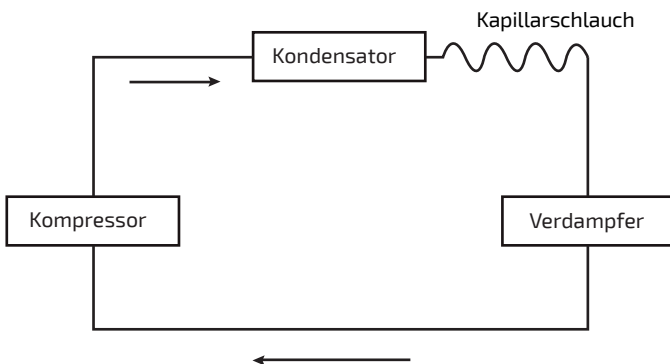 Kapillarschlauch
Kondensator
Kompressor
Verdampfer